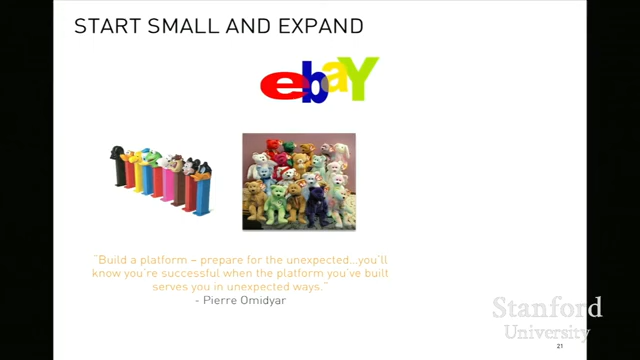 START SMALL AND EXPAND
ebay
"Build a platform – prepare for the unexpected...you'll
know you're successful when the platform you've built
serves you in unexpected ways."
- Pierre Omidyar
Stanford
University
21